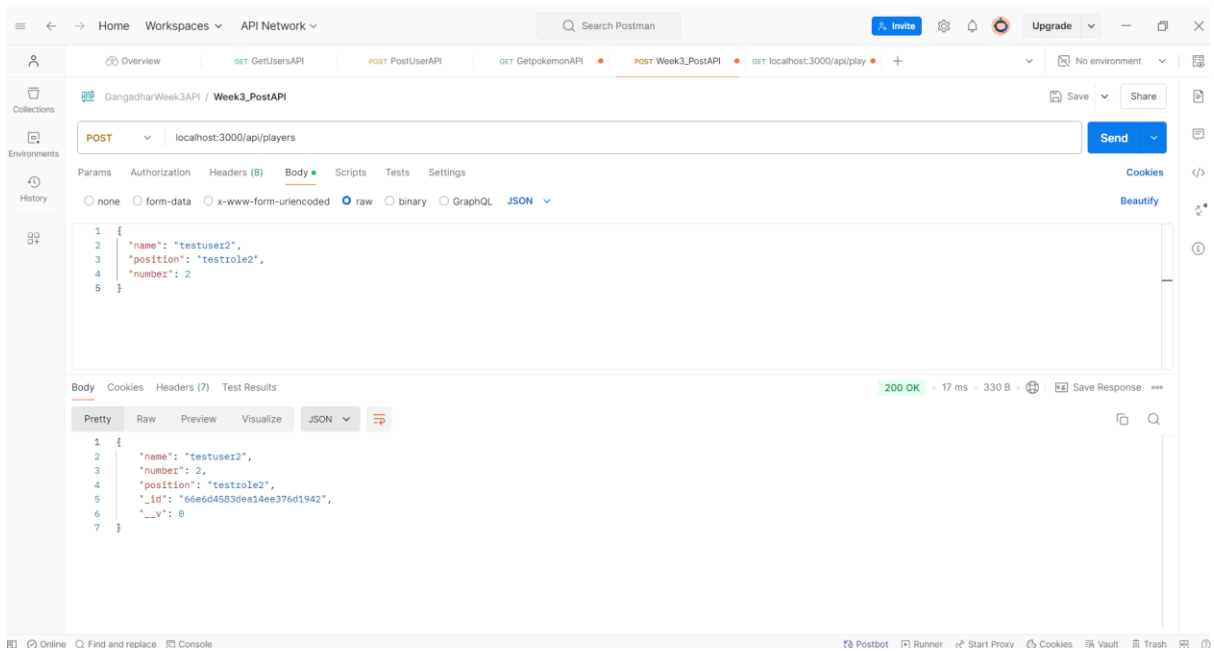 Home Workspaces API Network Search Postman Invite Upgrade
Overview GET GetUsersAPI POST PostUserAPI GET GetpokemonAPI POST Week3_PostAPI GET localhost:3000/api/play No environment
Collections
Environments
History
HTTP GangadharWeek3API / Week3_PostAPI Save Share
POST localhost:3000/api/players Send
Params Authorization Headers (8) Body Scripts Tests Settings Cookies
none form-data x-www-form-urlencoded raw binary GraphQL JSON Beautify
1 {
2 "name": "testuser2",
3 "position": "testrole2",
4 "number": 2
5 }
Body Cookies Headers (7) Test Results 200 OK 17 ms 330 B Save Response
Pretty Raw Preview Visualize JSON
1 {
2 "name": "testuser2",
3 "number": 2,
4 "position": "testrole2",
5 "_id": "66e6d4583dea14ee376d1942",
6 "__v": 0
7 }
Online Find and replace Console Postbot Runner Start Proxy Cookies Vault Trash